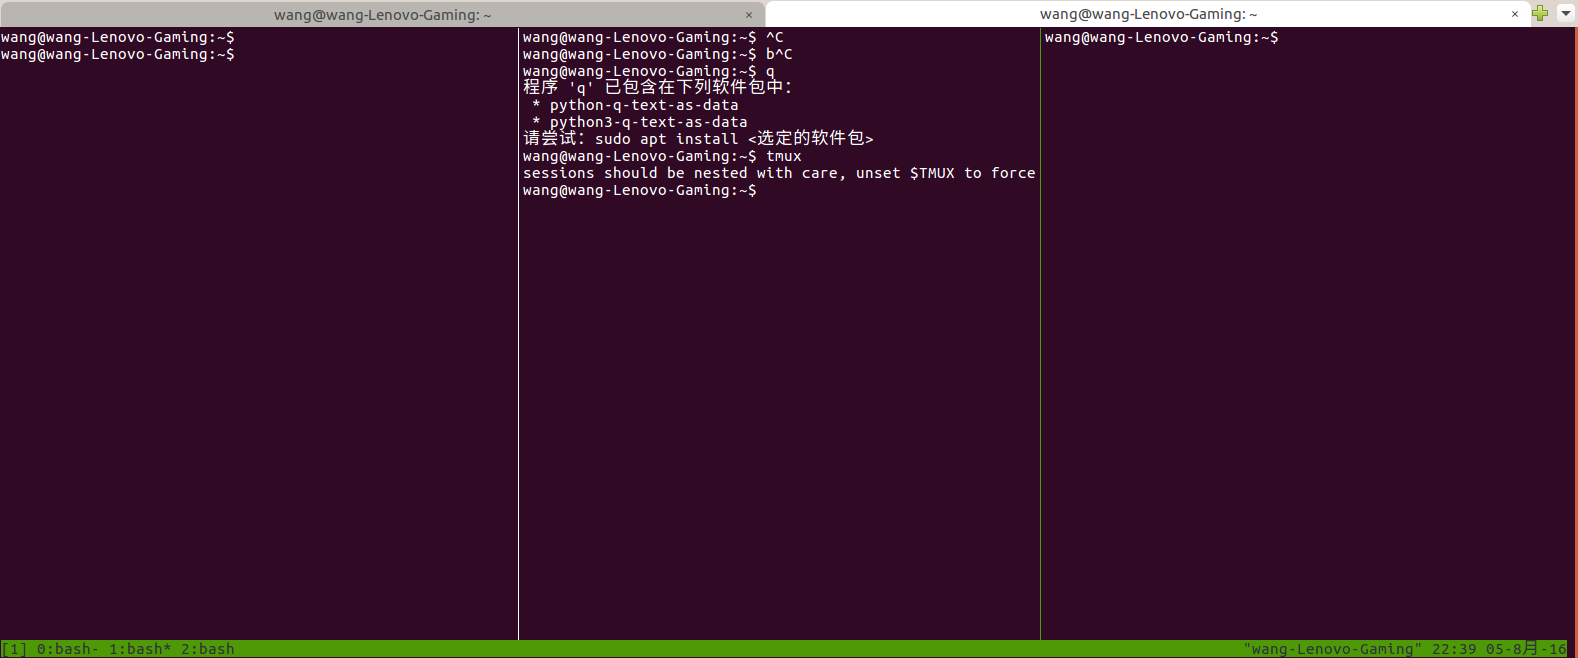 wang@wang-Lenovo-Gaming: ~ ×
wang@wang-Lenovo-Gaming: ~ ×
wang@wang-Lenovo-Gaming:~$
wang@wang-Lenovo-Gaming:~$
wang@wang-Lenovo-Gaming:~$ ^C
wang@wang-Lenovo-Gaming:~$ b^C
wang@wang-Lenovo-Gaming:~$ q
程序 'q' 已包含在下列软件包中：
 * python-q-text-as-data
 * python3-q-text-as-data
请尝试：sudo apt install <选定的软件包>
wang@wang-Lenovo-Gaming:~$ tmux
sessions should be nested with care, unset $TMUX to force
wang@wang-Lenovo-Gaming:~$
wang@wang-Lenovo-Gaming:~$
[1] 0:bash- 1:bash* 2:bash
"wang-Lenovo-Gaming" 22:39 05-8月-16